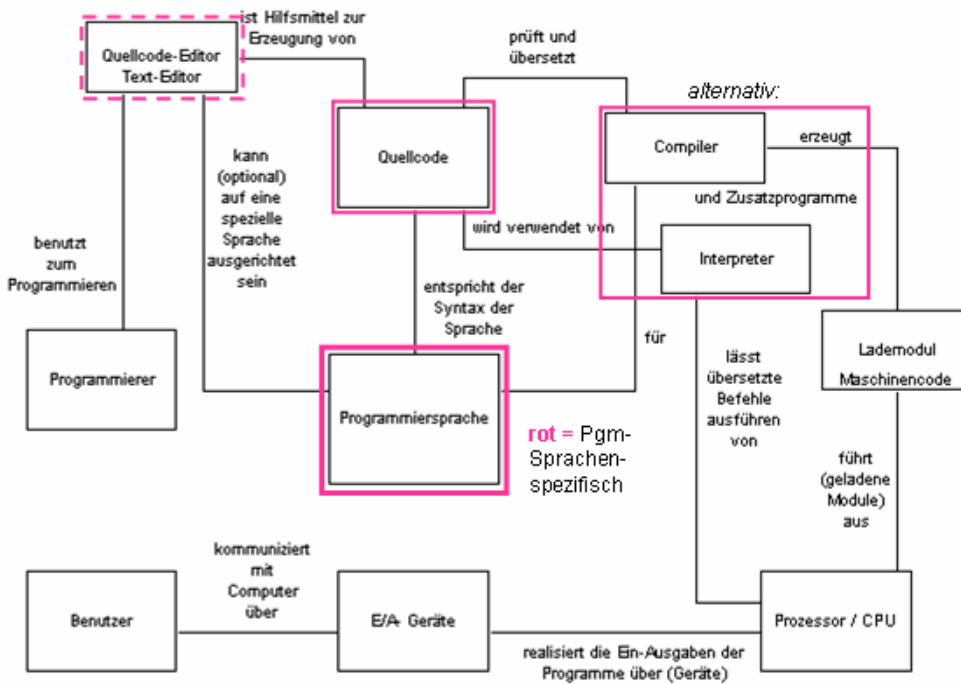 ist Hilfsmittel zur
Erzeugung von
Quellcode-Editor
Text-Editor
prüft und
übersetzt
alternativ:
Quellcode
Compiler
erzeugt
und Zusatzprogramme
kann
(optional)
auf eine
spezielle
Sprache
ausgerichtet
sein
wird verwendet von
Interpreter
benutzt
zum
Programmieren
entspricht der
Syntax der
Sprache
für
Programmierer
Programmiersprache
lässt
übersetzte
Befehle
ausführen
von
Lademodul
Maschinencode
rot = Pgm-
Sprachen-
spezifisch
führt
(geladene
Module)
aus
kommuniziert
mit
Computer
über
Benutzer
E/A- Geräte
Prozessor / CPU
realisiert die Ein-Ausgaben der
Programme über (Geräte)